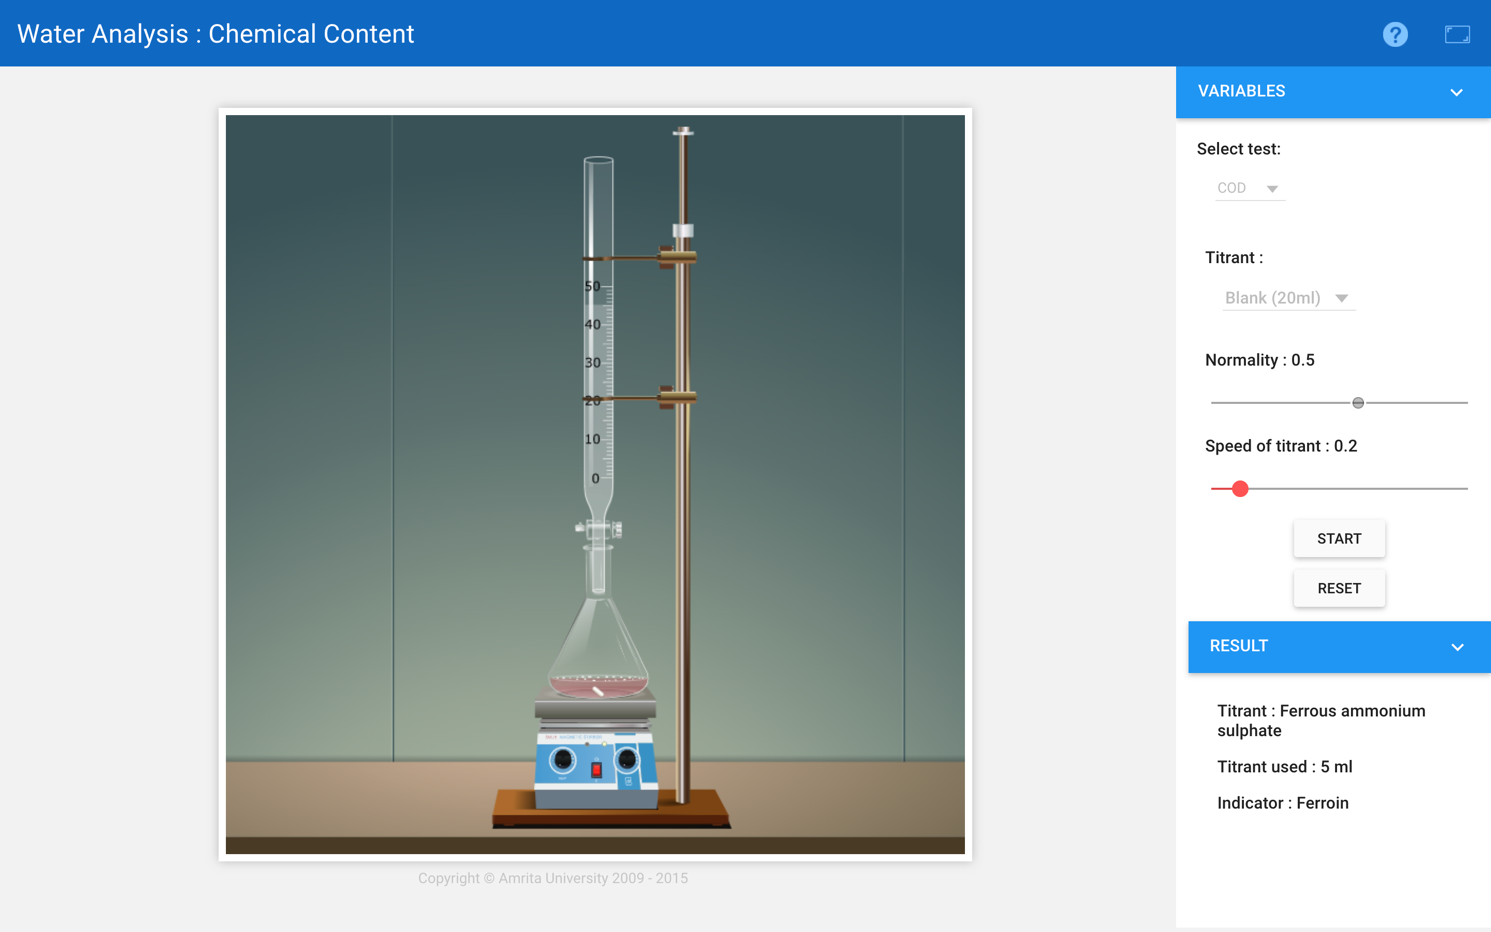 Water Analysis : Chemical Content
?
VARIABLES
Select test:
COD
Titrant :
Blank (20ml)
Normality : 0.5
Speed of titrant : 0.2
START
RESET
RESULT
Titrant : Ferrous ammonium
sulphate
Titrant used : 5 ml
Indicator : Ferroin
50
40
30
20
10
0
Copyright © Amrita University 2009 - 2015